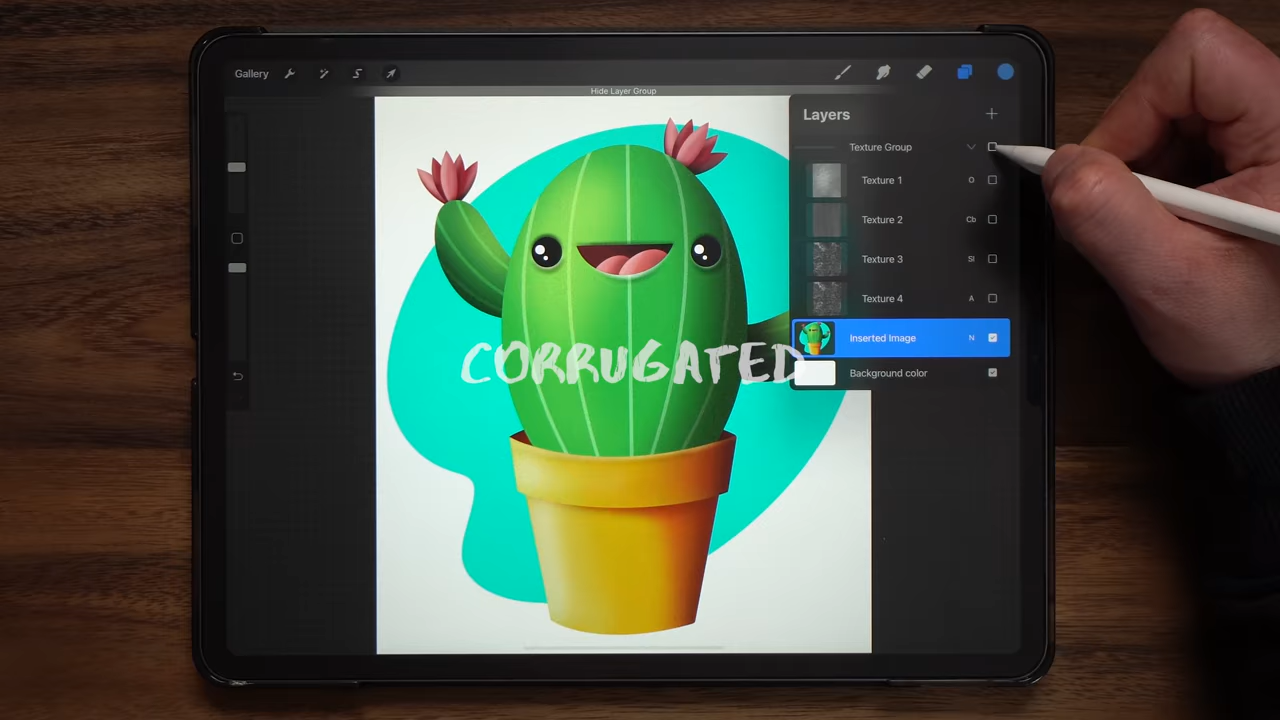 Gallery
Hide Layer Group
Layers
Texture Group
Texture 1 O
Texture 2 Cb
Texture 3 Sl
Texture 4 A
Inserted Image N
Background color
CORRUGATED